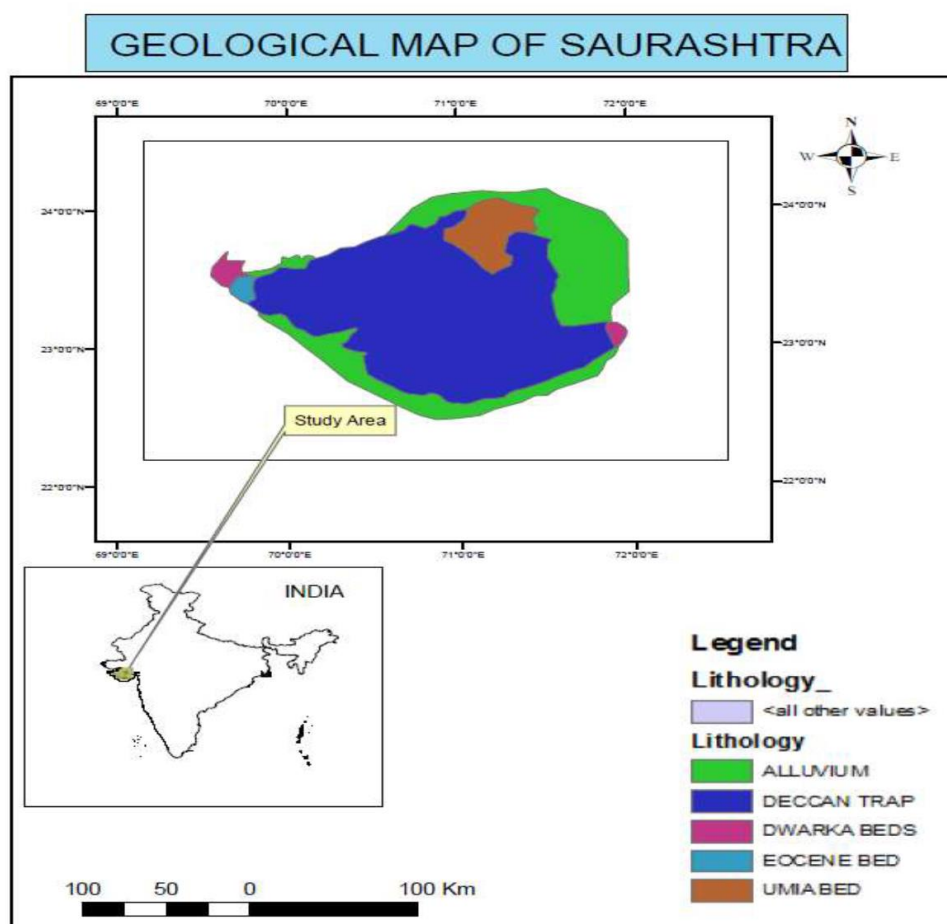 GEOLOGICAL MAP OF SAURASHTRA
69°0'0"E 70°0'0"E 71°0'0"E 72°0'0"E
N
W E
S
24°0'0"N 24°0'0"N
23°0'0"N 23°0'0"N
Study Area
22°0'0"N 22°0'0"N
69°0'0"E 70°0'0"E 71°0'0"E 72°0'0"E
INDIA
Legend
Lithology_
<all other values>
Lithology
ALLUVIUM
DECCAN TRAP
DWARKA BEDS
EOCENE BED
UMIA BED
100 50 0 100 Km